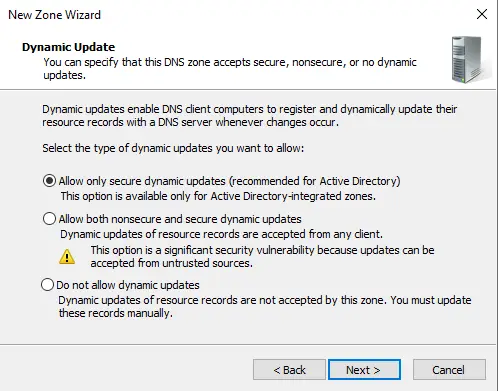 New Zone Wizard
Dynamic Update
You can specify that this DNS zone accepts secure, nonsecure, or no dynamic
updates.
Dynamic updates enable DNS client computers to register and dynamically update their
resource records with a DNS server whenever changes occur.
Select the type of dynamic updates you want to allow:
Allow only secure dynamic updates (recommended for Active Directory)
This option is available only for Active Directory-integrated zones.
Allow both nonsecure and secure dynamic updates
Dynamic updates of resource records are accepted from any client.
This option is a significant security vulnerability because updates can be
accepted from untrusted sources.
Do not allow dynamic updates
Dynamic updates of resource records are not accepted by this zone. You must update
these records manually.
< Back
Next >
Cancel